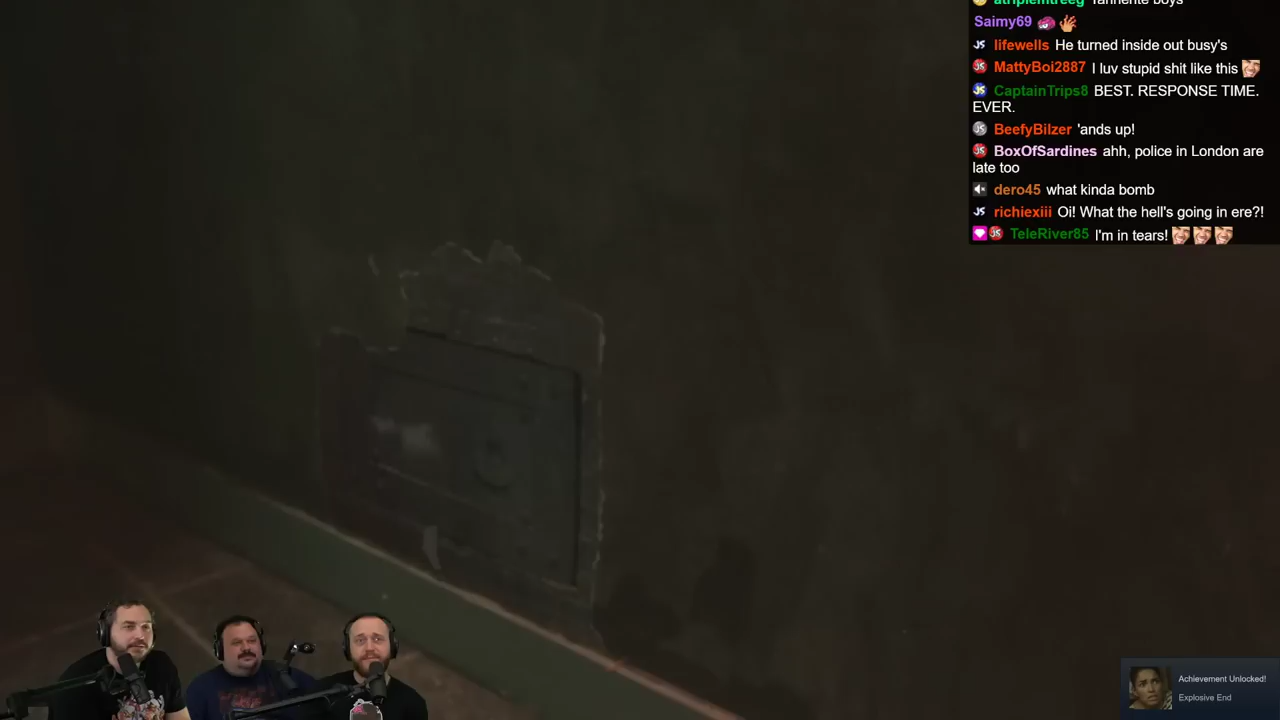 Saimy69
lifewells He turned inside out busy's
MattyBoi2887 I luv stupid shit like this
CaptainTrips8 BEST. RESPONSE TIME.
EVER.
BeefyBilzer 'ands up!
BoxOfSardines ahh, police in London are
late too
dero45 what kinda bomb
richiexiii Oi! What the hell's going in ere?!
TeleRiver85 I'm in tears!
Achievement Unlocked!
Explosive End